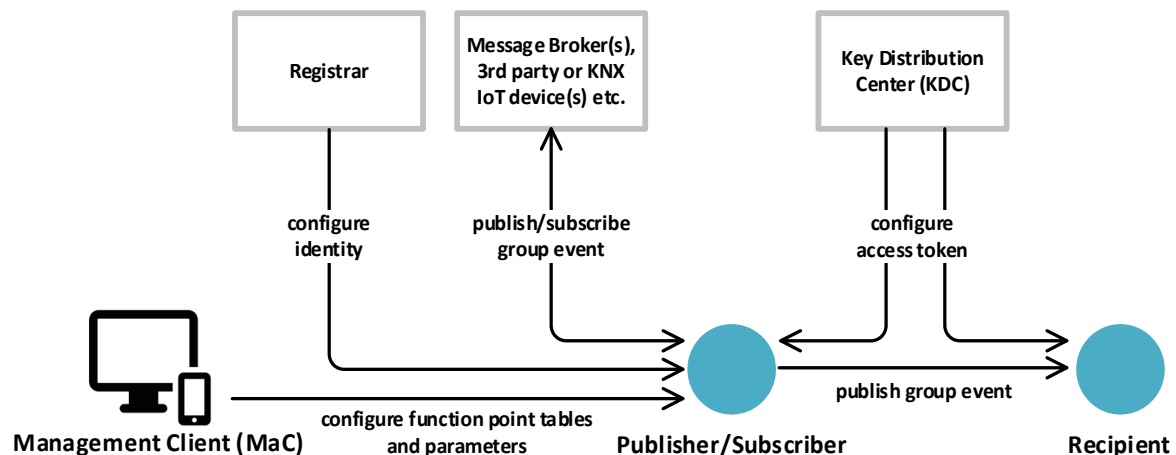 Registrar
Message Broker(s),
3rd party or KNX
IoT device(s) etc.
Key Distribution
Center (KDC)
configure
identity
publish/subscribe
group event
configure
access token
publish group event
configure function point tables
and parameters
Management Client (MaC)
Publisher/Subscriber
Recipient